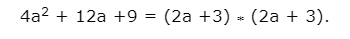 4a² + 12a +9 = (2a +3) * (2a + 3).